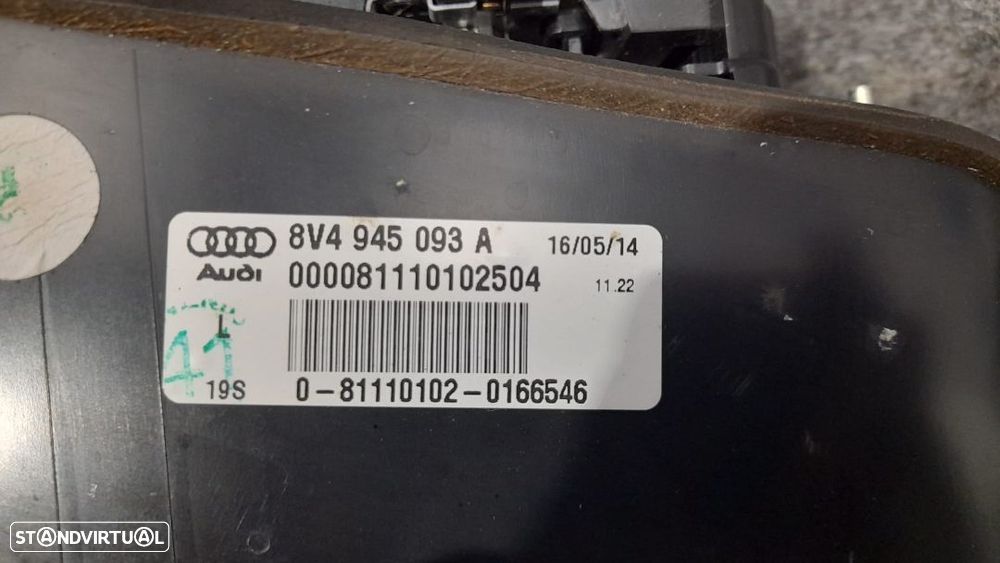 8V4 945 093 A 16/05/14
Audi 000081110102504 11.22
L
41
19S 0-81110102-0166546
STANDVIRTUAL